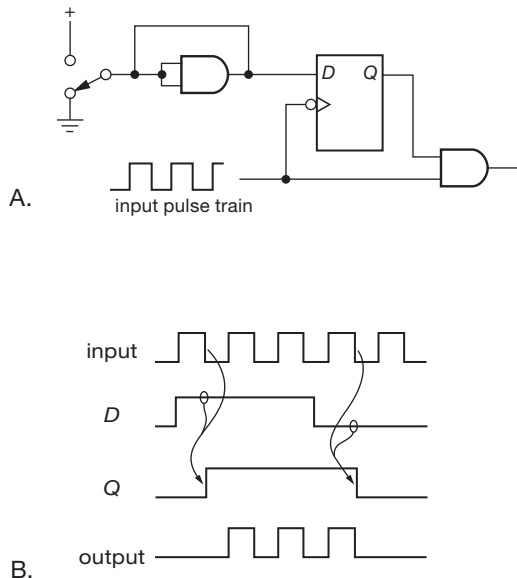 +
D Q
A.
input pulse train
input
D
Q
output
B.